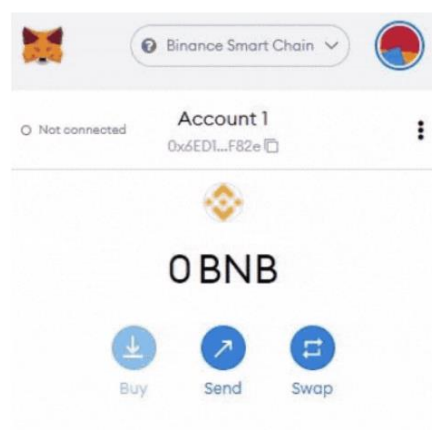 Binance Smart Chain
Not connected
Account 1
0x6ED1...F82e
0 BNB
Buy
Send
Swap